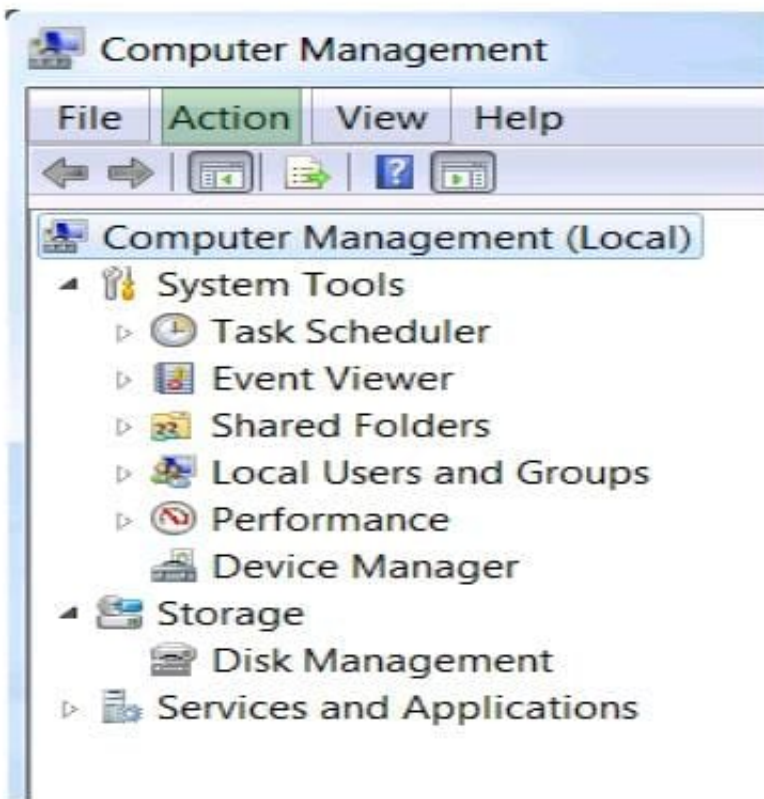 Computer Management
File Action View Help
Computer Management (Local)
System Tools
Task Scheduler
Event Viewer
Shared Folders
Local Users and Groups
Performance
Device Manager
Storage
Disk Management
Services and Applications